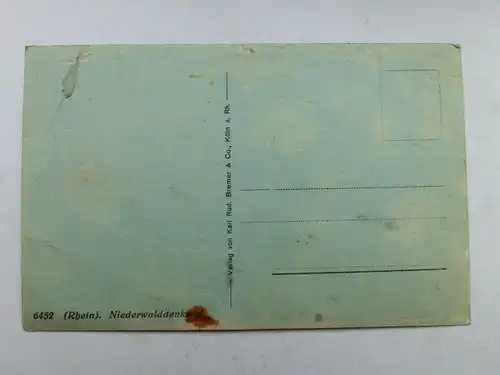 Verlag von Karl Rud. Bremer & Co., Köln a. Rh.
6452 (Rhein). Niederwalddenk